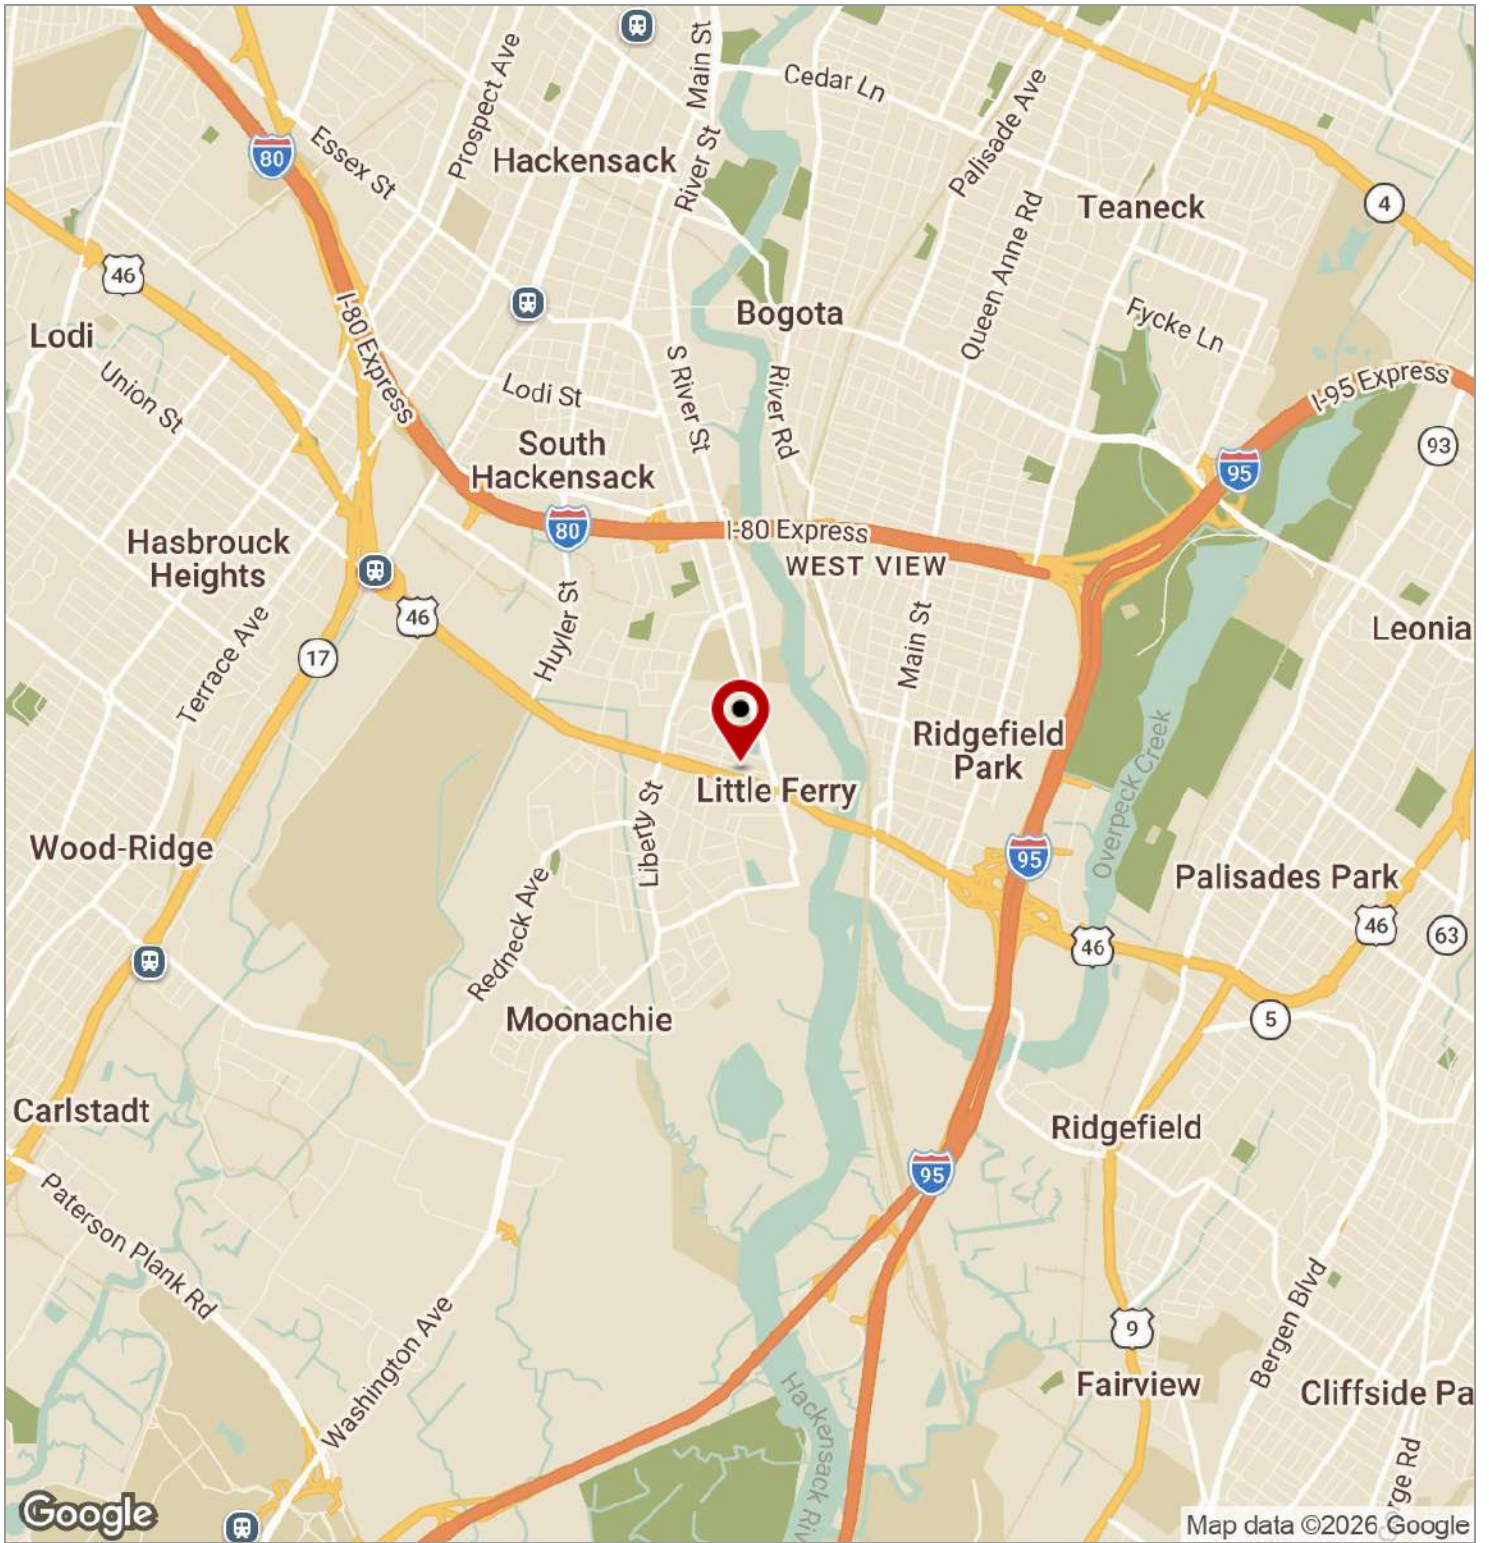 Main St
Cedar Ln
Prospect Ave
Palisade Ave
80
Essex St
Hackensack
River St
Teaneck
4
Queen Anne Rd
46
Lodi
I-80 Express
Bogota
Fycke Ln
Union St
Lodi St
S River St
River Rd
I-95 Express
93
South
Hackensack
95
80
I-80 Express
Hasbrouck
Heights
WEST VIEW
46
Huyler St
Main St
Leonia
17
Terrace Ave
Ridgefield
Park
Overpeck Creek
Little Ferry
Liberty St
Wood-Ridge
95
Palisades Park
Redneck Ave
46
46
63
Moonachie
5
Carlstadt
Ridgefield
95
Paterson Plank Rd
Washington Ave
9
Bergen Blvd
Fairview
Cliffside Pa
Hackensack Riv
rge Rd
Google
Map data ©2026 Google